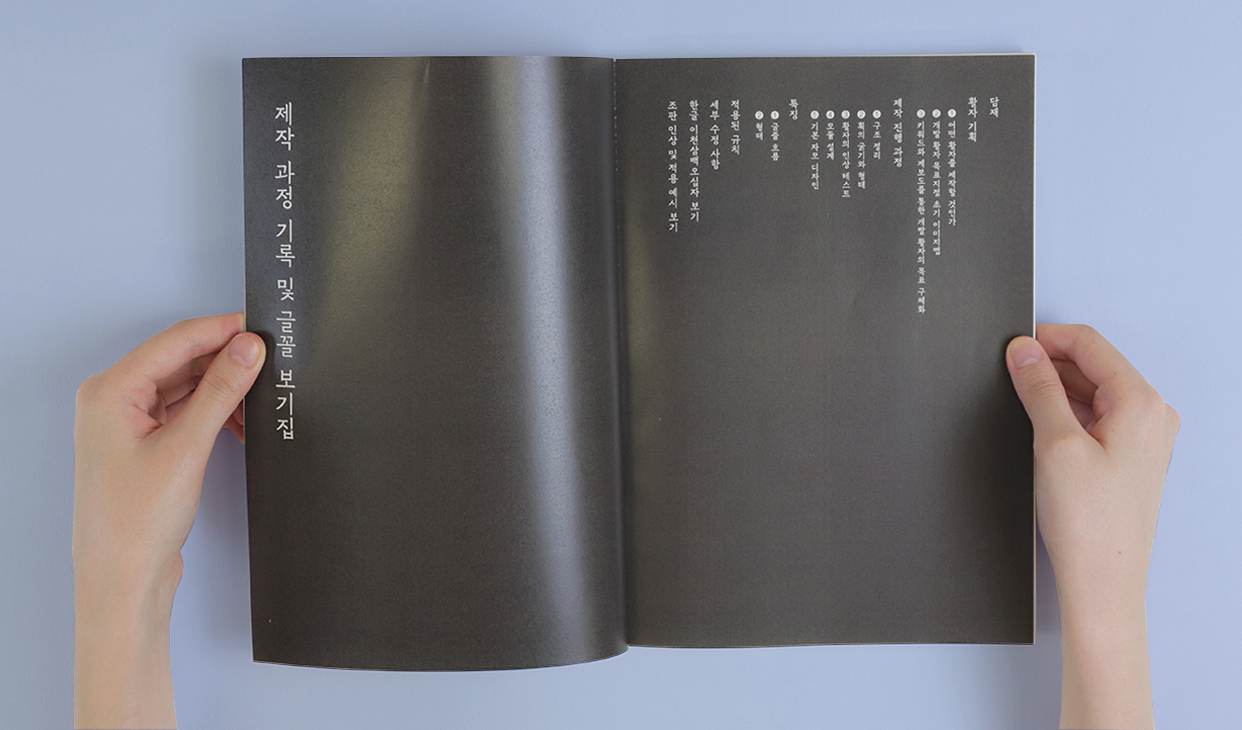 제작 과정 기록 및 글꼴 보기집
담재
활자 기획
1 어떤 활자를 제작할 것인가
2 개발 활자 목표지점 초기 이미지맵
3 키워드와 계보도를 통한 개발 활자의 목표 구체화
제작 진행 과정
1 구조 정리
2 획의 굵기와 형태
3 활자의 인상 테스트
4 모듈 설계
5 기본 자모 디자인
특징
1 글줄 흐름
2 형태
적용된 규칙
세부 수정 사항
한글 이천삼백오십자 보기
조판 인상 및 적용 예시 보기